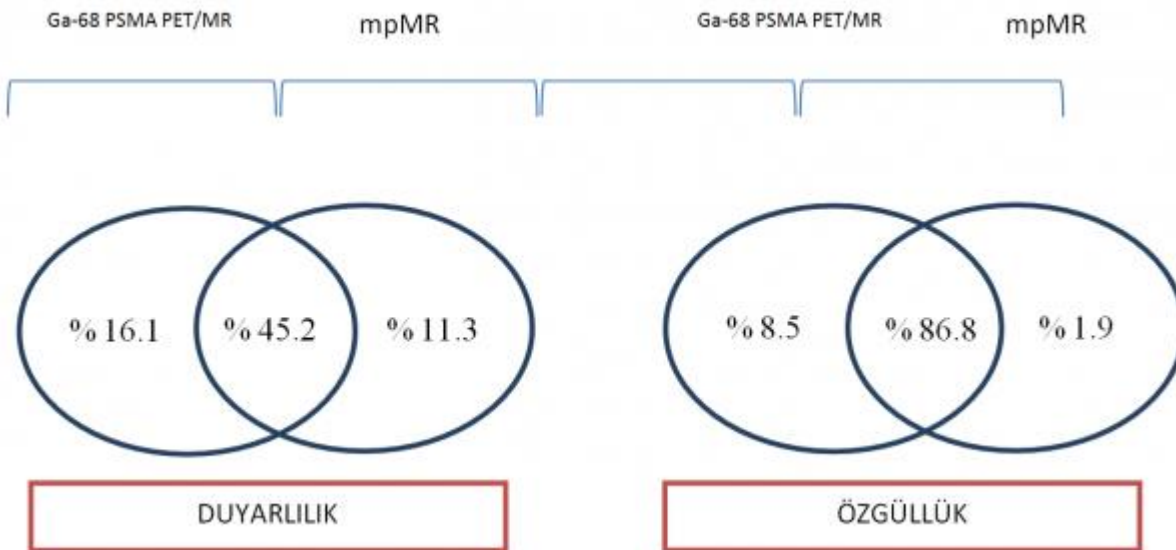 Ga-68 PSMA PET/MR mpMR Ga-68 PSMA PET/MR mpMR
%16.1 %45.2 %11.3 %8.5 %86.8 %1.9
DUYARLILIK ÖZGÜLLÜK